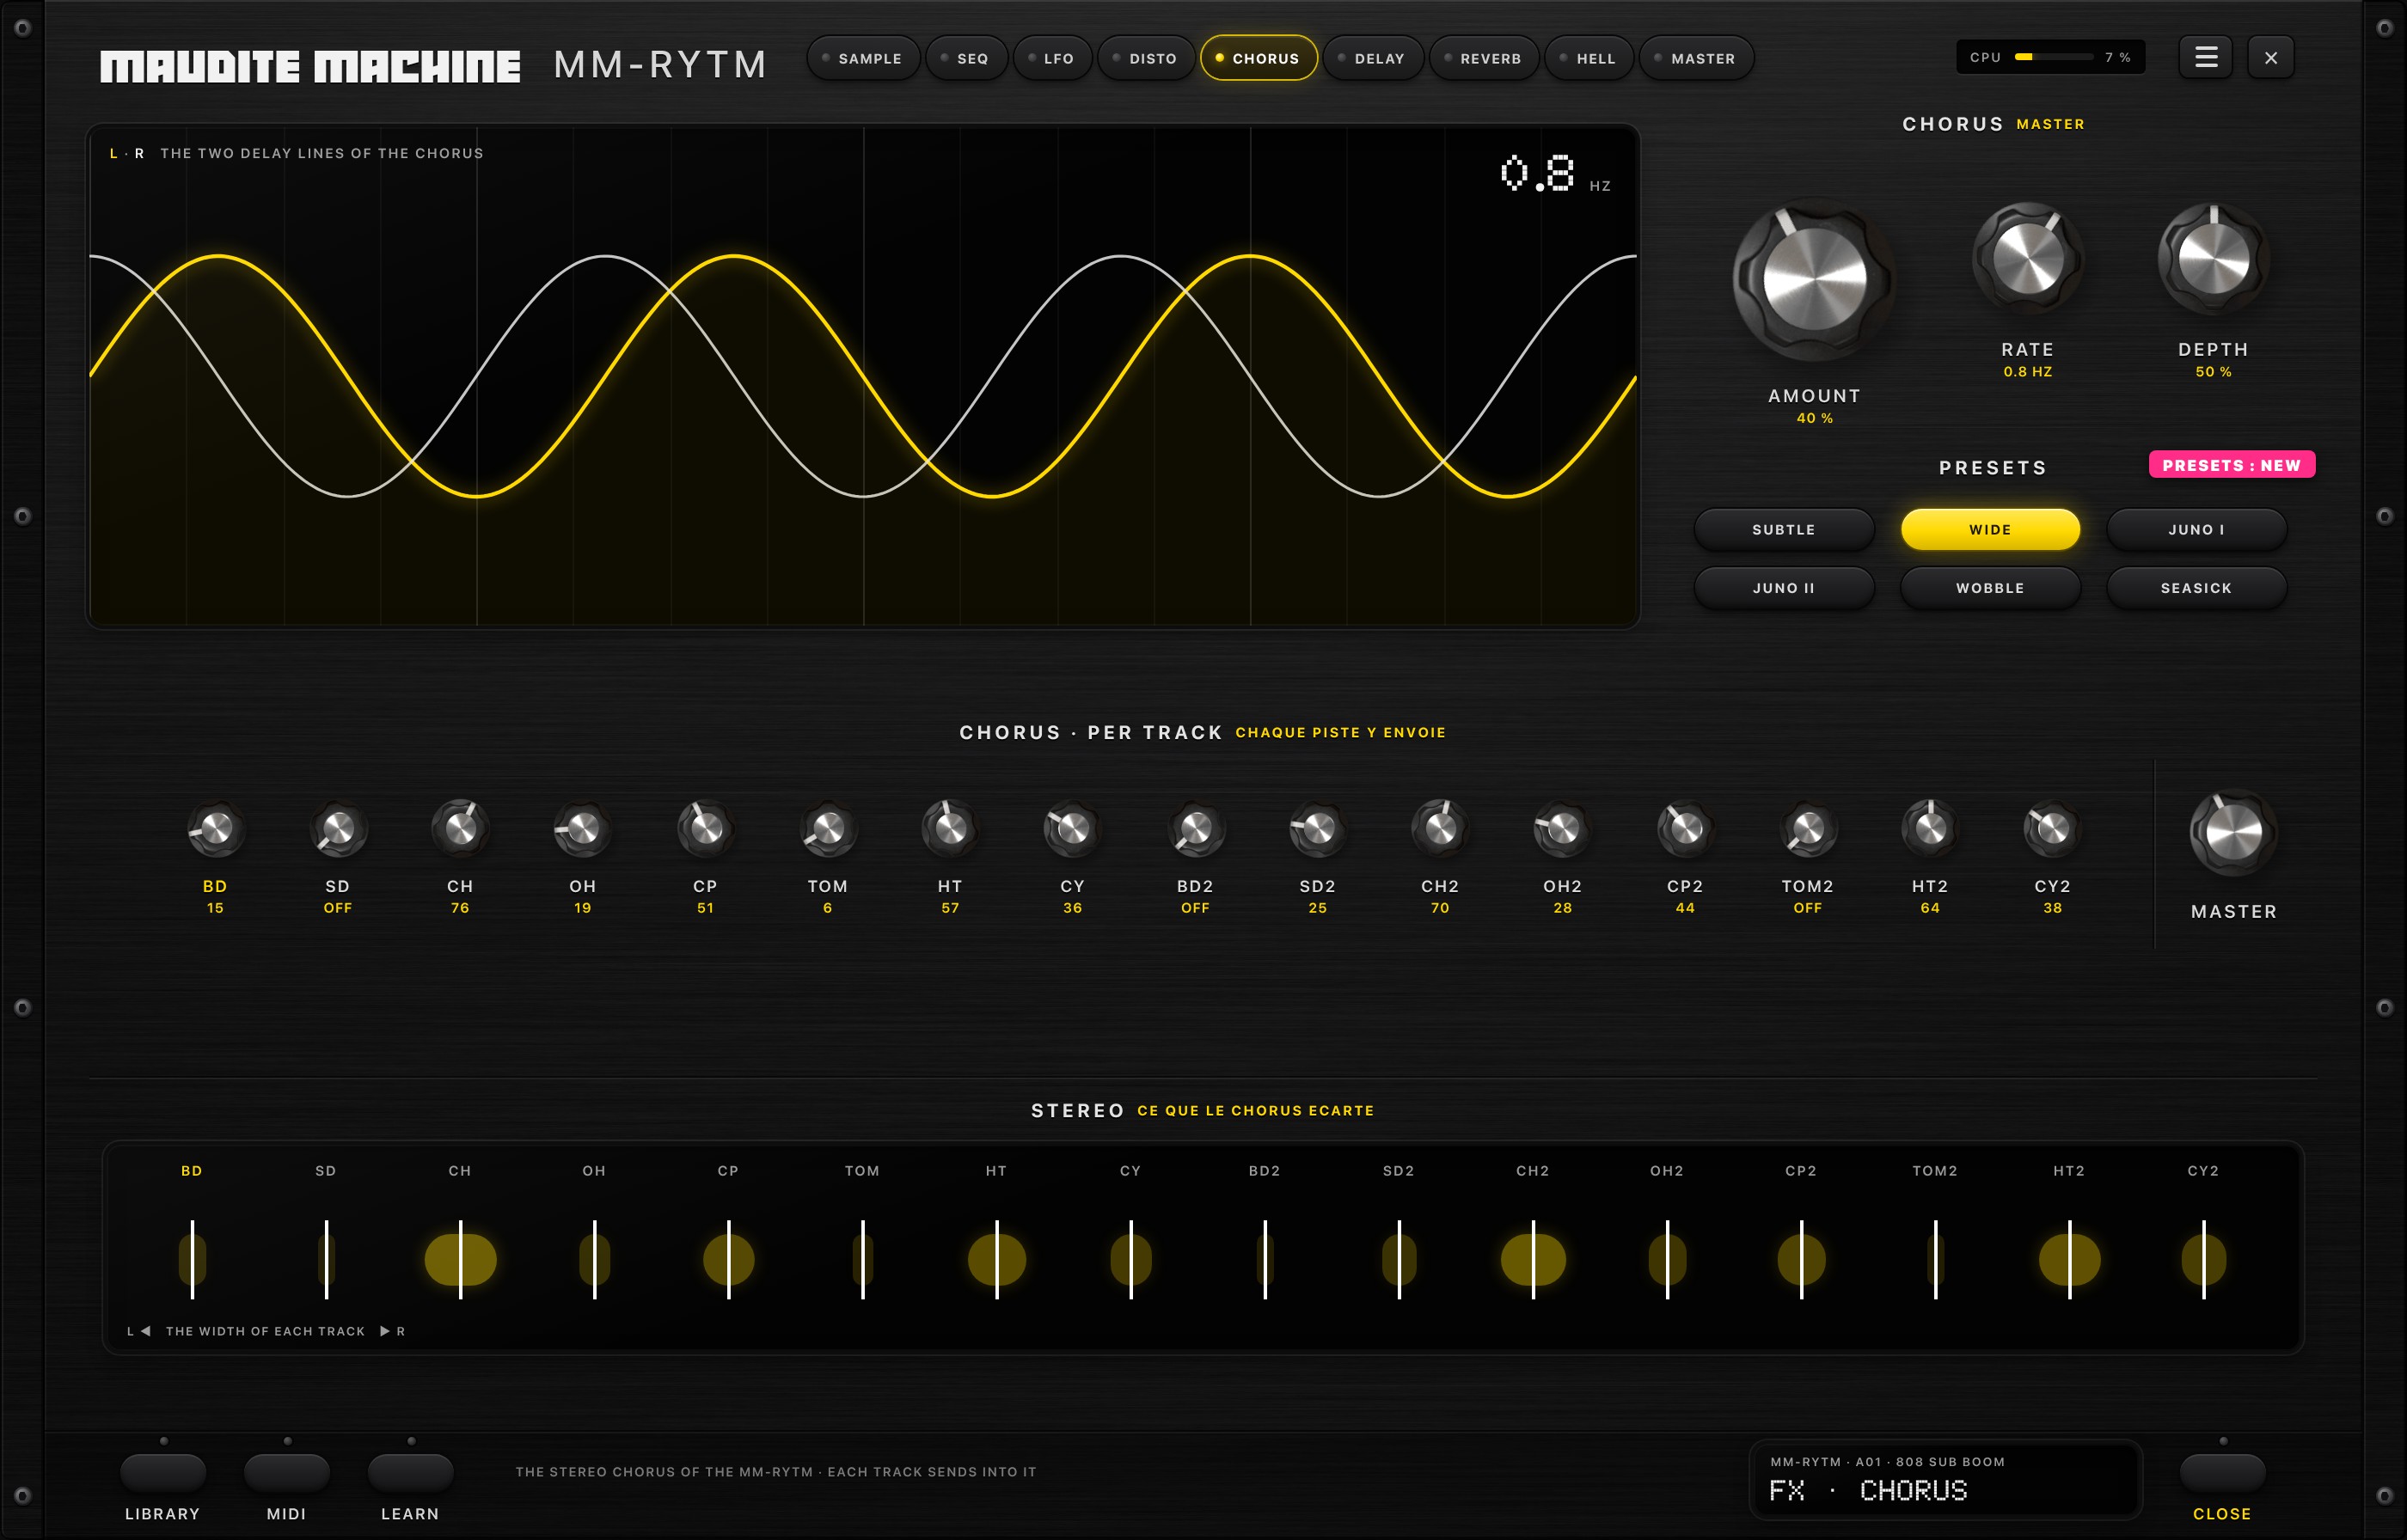 MAUDITE MACHINE MM-RYTM
SAMPLE SEQ LFO DISTO CHORUS DELAY REVERB HELL MASTER
CPU 7 %
L · R THE TWO DELAY LINES OF THE CHORUS
0.8 HZ
CHORUS MASTER
AMOUNT
40 %
RATE
0.8 HZ
DEPTH
50 %
PRESETS
PRESETS : NEW
SUBTLE WIDE JUNO I
JUNO II WOBBLE SEASICK
CHORUS · PER TRACK CHAQUE PISTE Y ENVOIE
BD SD CH OH CP TOM HT CY BD2 SD2 CH2 OH2 CP2 TOM2 HT2 CY2
15 OFF 76 19 51 6 57 36 OFF 25 70 28 44 OFF 64 38
MASTER
STEREO CE QUE LE CHORUS ECARTE
BD SD CH OH CP TOM HT CY BD2 SD2 CH2 OH2 CP2 TOM2 HT2 CY2
L ◀ THE WIDTH OF EACH TRACK ▶ R
LIBRARY MIDI LEARN
THE STEREO CHORUS OF THE MM-RYTM · EACH TRACK SENDS INTO IT
MM-RYTM · A01 · 808 SUB BOOM
FX · CHORUS
CLOSE